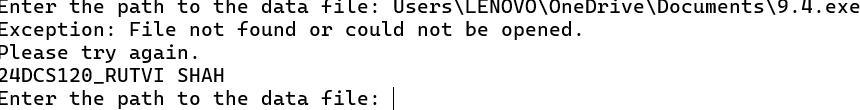 Enter the path to the data file: Users\LENOVO\OneDrive\Documents\9.4.exe
Exception: File not found or could not be opened.
Please try again.
24DCS120_RUTVI SHAH
Enter the path to the data file: